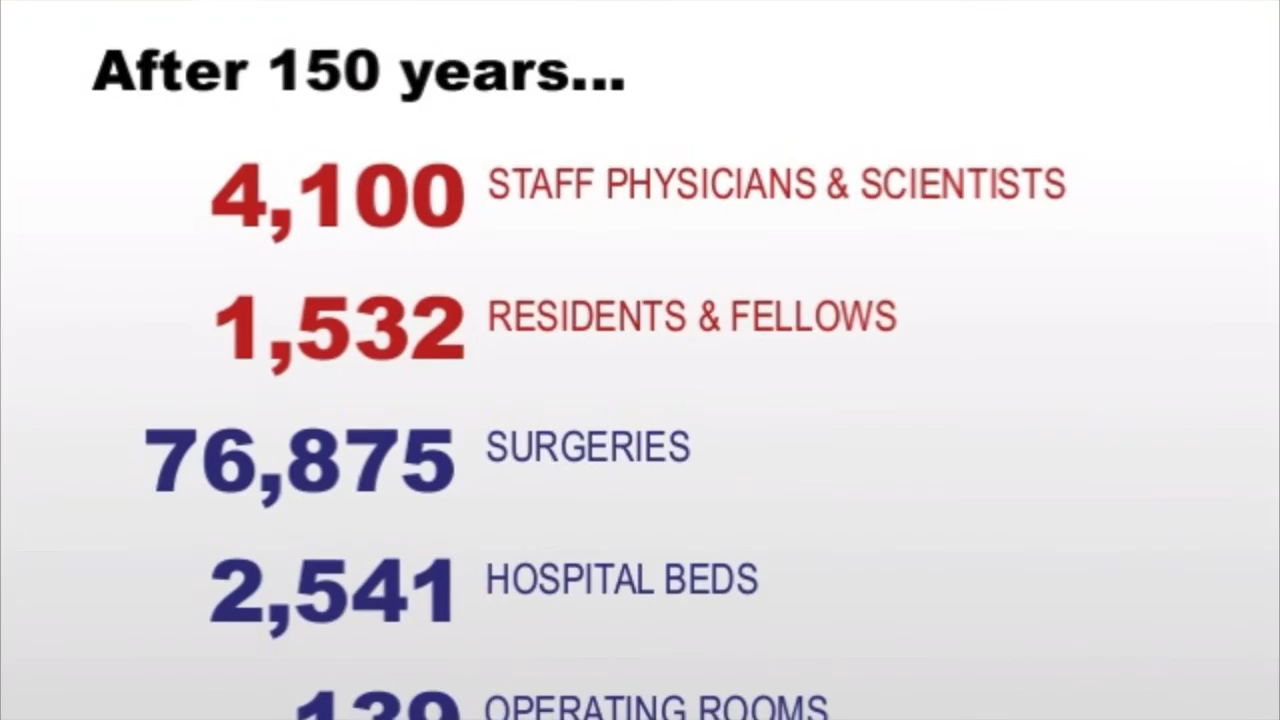 After 150 years...
4,100 STAFF PHYSICIANS & SCIENTISTS
1,532 RESIDENTS & FELLOWS
76,875 SURGERIES
2,541 HOSPITAL BEDS
139 OPERATING ROOMS